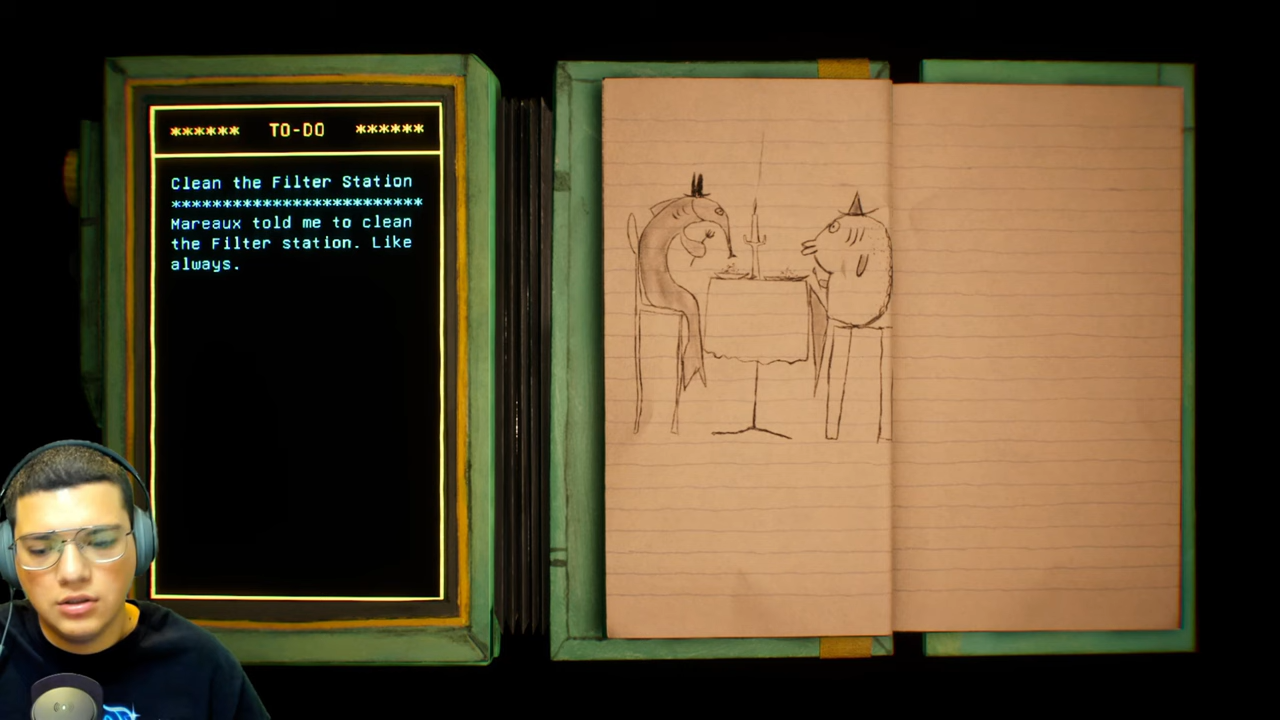 ****** TO-DO ******
Clean the Filter Station
************************
Mareaux told me to clean
the Filter station. Like
always.